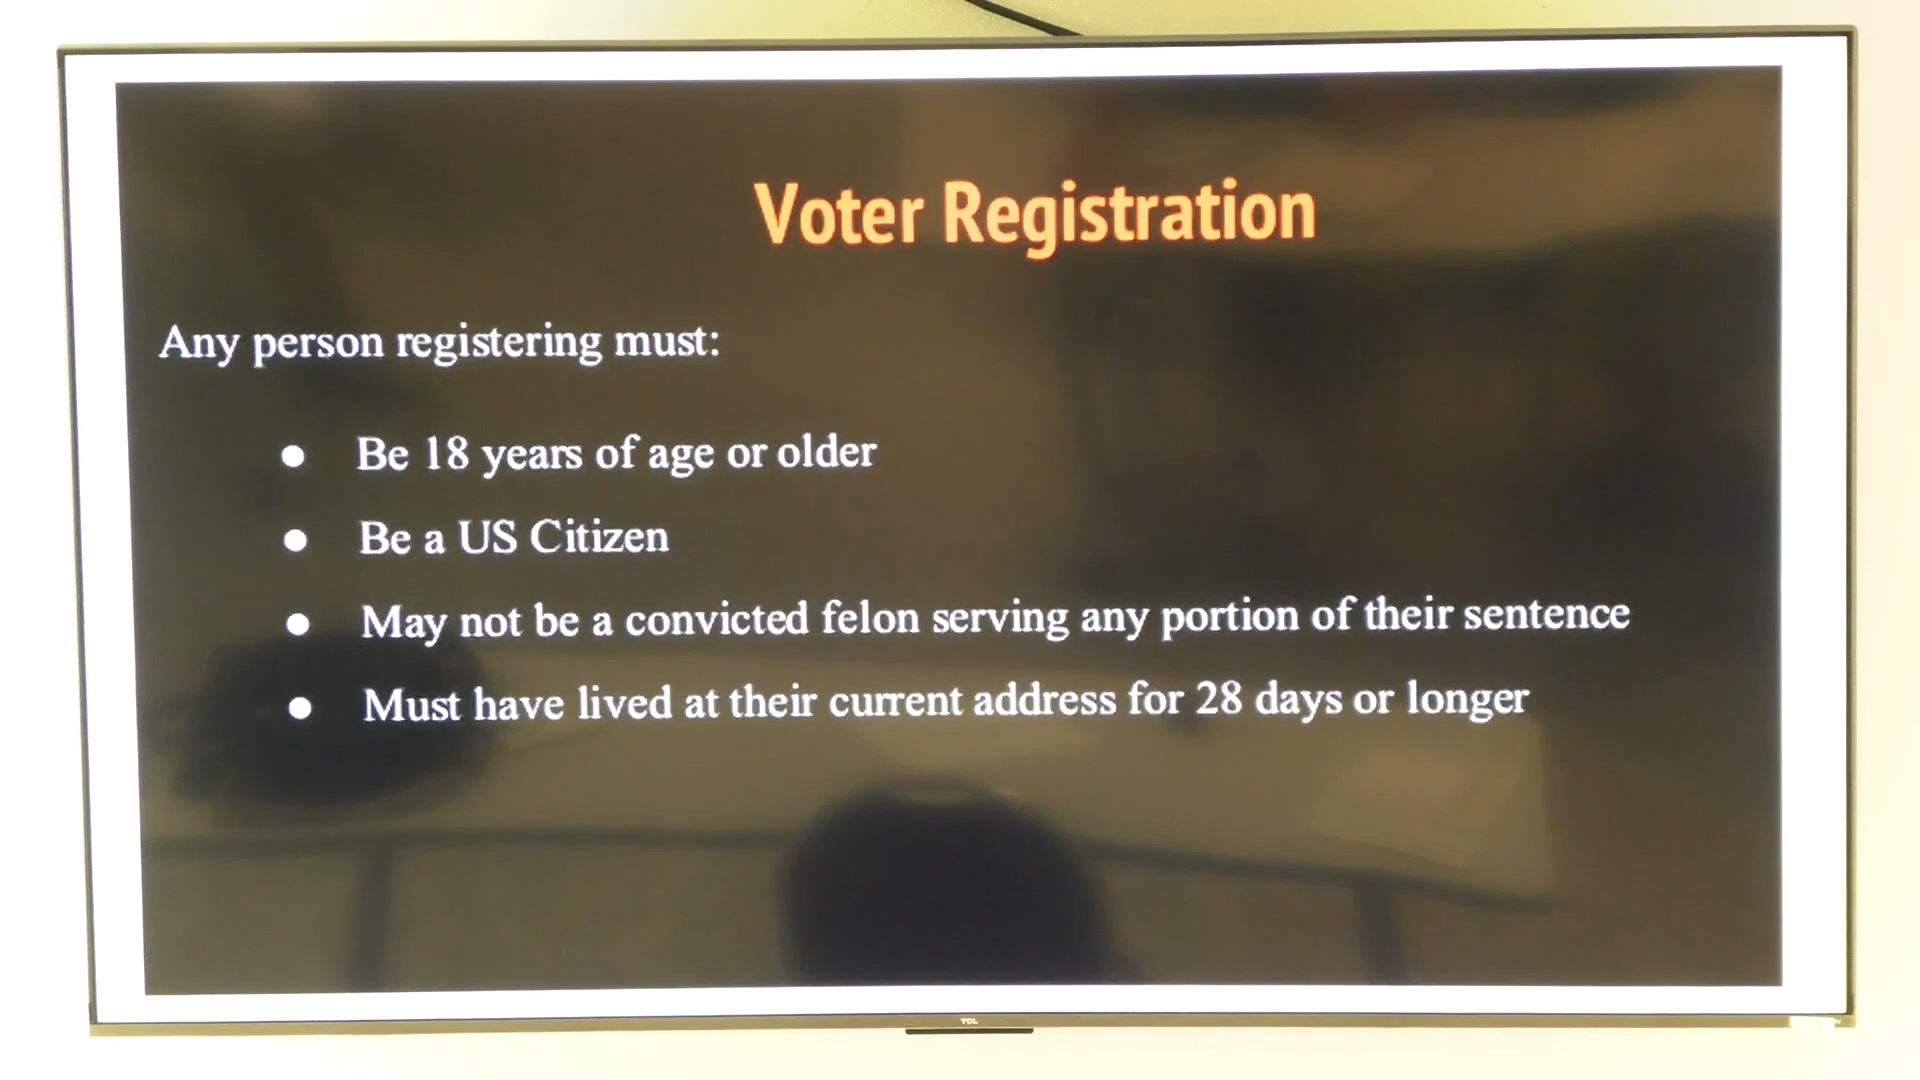 Voter Registration
Any person registering must:
● Be 18 years of age or older
● Be a US Citizen
● May not be a convicted felon serving any portion of their sentence
● Must have lived at their current address for 28 days or longer
TCL